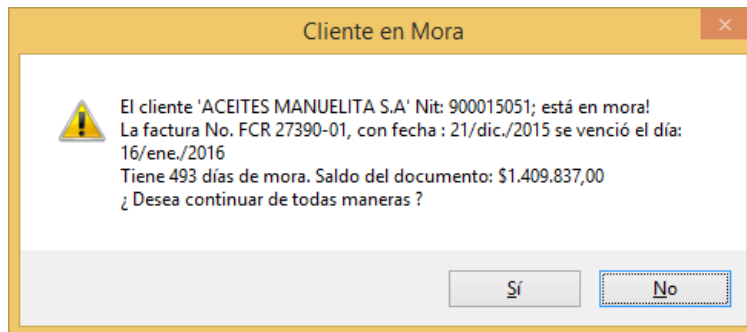 Cliente en Mora
El cliente 'ACEITES MANUELITA S.A' Nit: 900015051; está en mora!
La factura No. FCR 27390-01, con fecha : 21/dic./2015 se venció el día:
16/ene./2016
Tiene 493 días de mora. Saldo del documento: $1.409.837,00
¿ Desea continuar de todas maneras ?
Sí
No